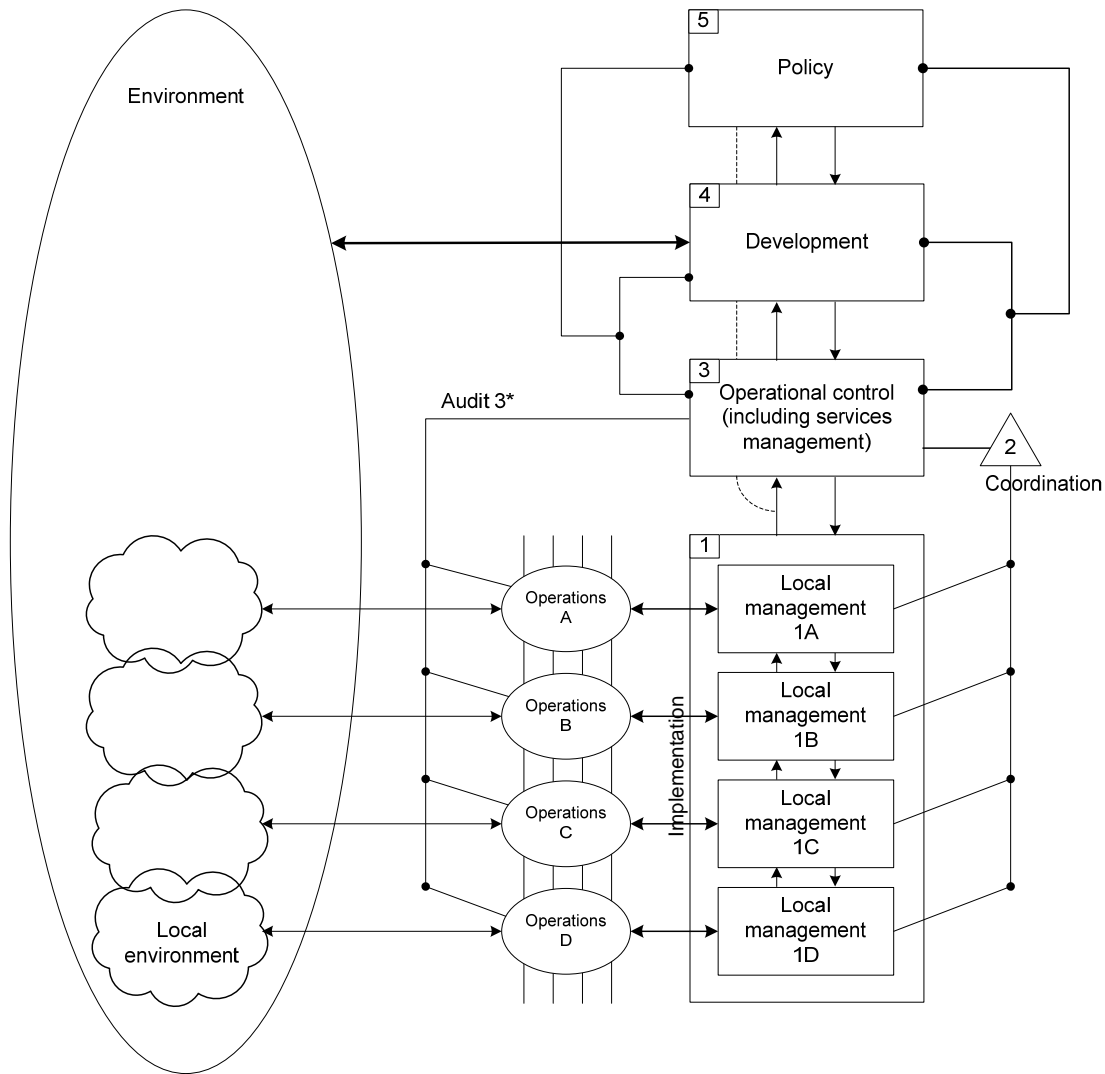 5
Policy
Environment
4
Development
3
Operational control
(including services
management)
Audit 3*
2
Coordination
1
Local
management
1A
Operations
A
Local
management
1B
Operations
B
Implementation
Local
management
1C
Operations
C
Local
management
1D
Operations
D
Local
environment